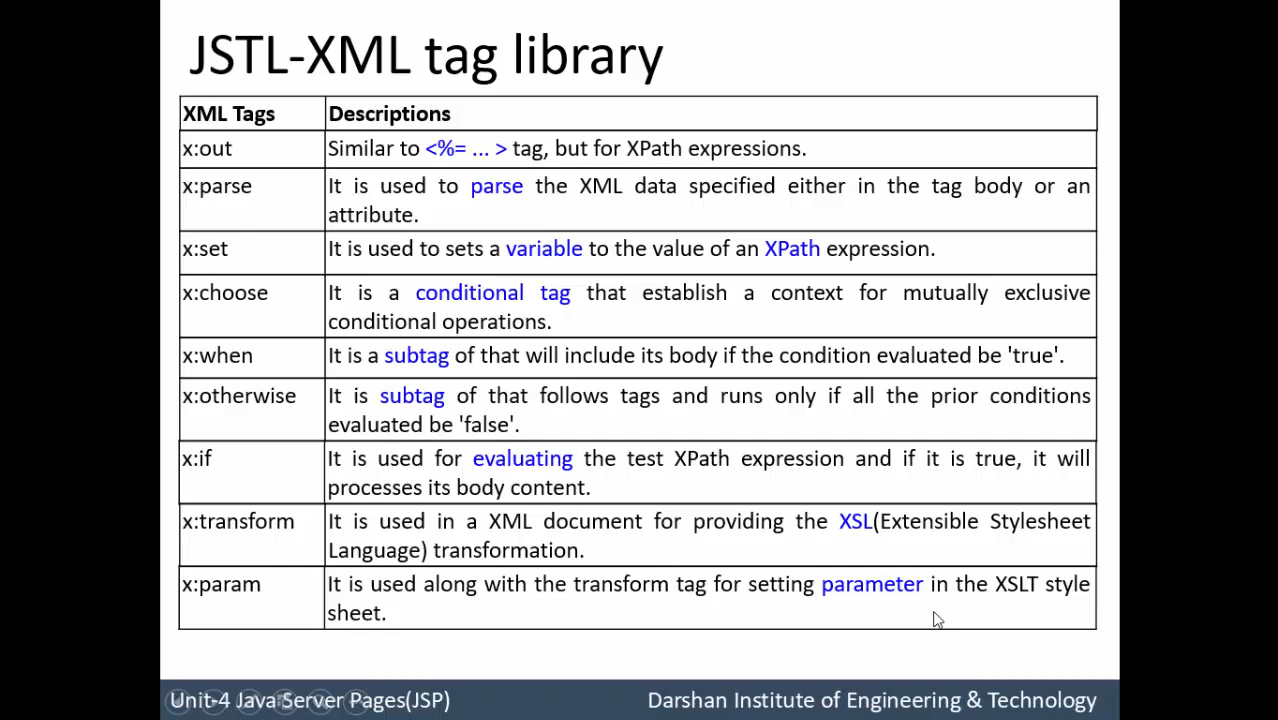 JSTL-XML tag library
XML Tags Descriptions
x:out Similar to <%= ... > tag, but for XPath expressions.
x:parse It is used to parse the XML data specified either in the tag body or an
attribute.
x:set It is used to sets a variable to the value of an XPath expression.
x:choose It is a conditional tag that establish a context for mutually exclusive
conditional operations.
x:when It is a subtag of that will include its body if the condition evaluated be 'true'.
x:otherwise It is subtag of that follows tags and runs only if all the prior conditions
evaluated be 'false'.
x:if It is used for evaluating the test XPath expression and if it is true, it will
processes its body content.
x:transform It is used in a XML document for providing the XSL(Extensible Stylesheet
Language) transformation.
x:param It is used along with the transform tag for setting parameter in the XSLT style
sheet.
Unit-4 Java Server Pages(JSP) Darshan Institute of Engineering & Technology